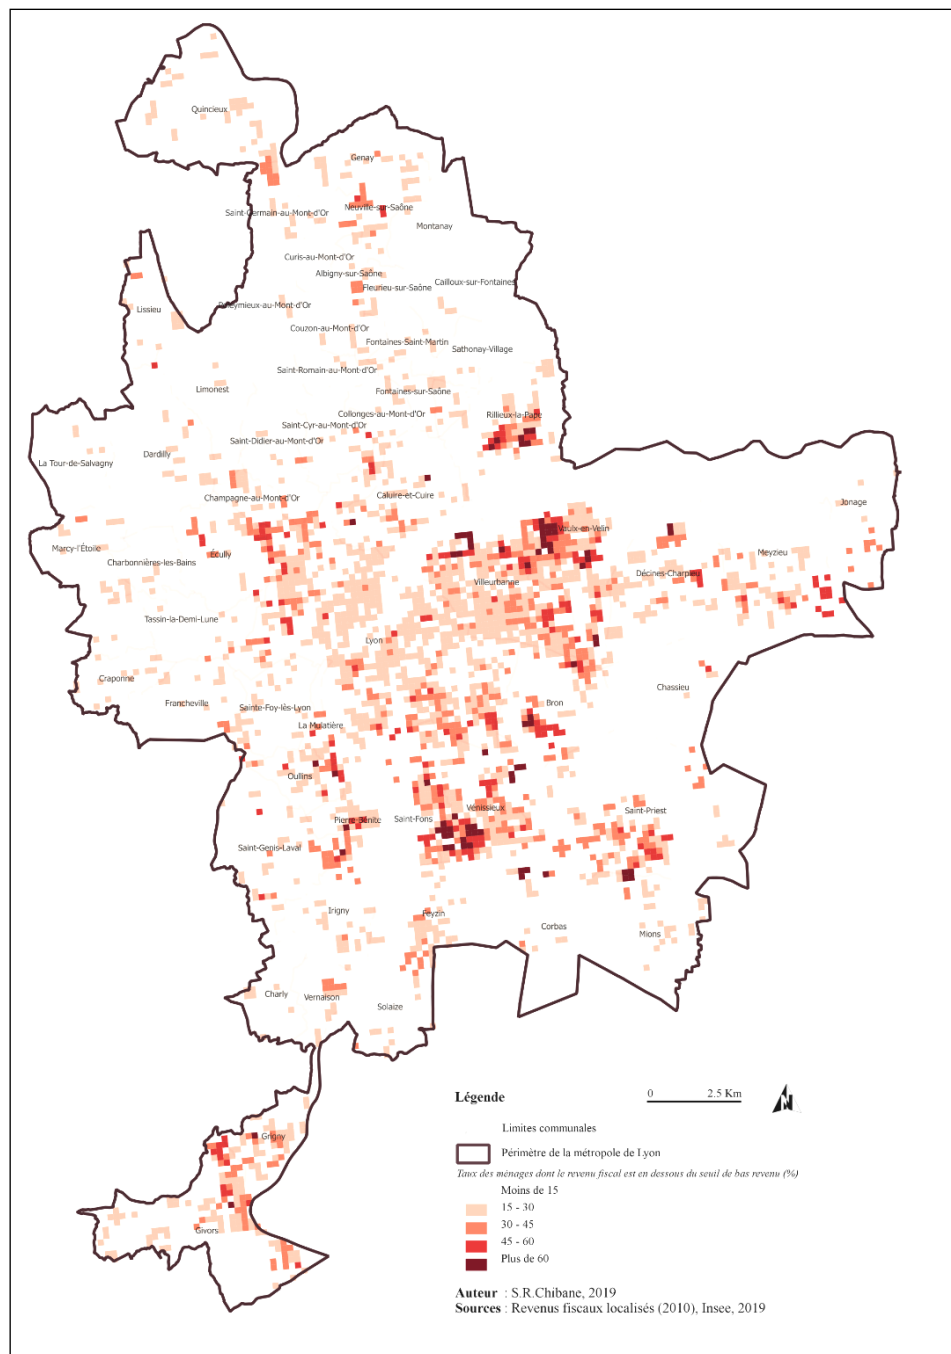 Quincieux
Genay
Neuville-sur-Saône
Saint-Germain-au-Mont-d'Or
Montanay
Curis-au-Mont-d'Or
Albigny-sur-Saône
Cailloux-sur-Fontaines
Fleurieu-sur-Saône
Poleymieux-au-Mont-d'Or
Lissieu
Couzon-au-Mont-d'Or
Fontaines-Saint-Martin
Sathonay-Village
Saint-Romain-au-Mont-d'Or
Limonest
Fontaines-sur-Saône
Collonges-au-Mont-d'Or
Rillieux-la-Pape
Saint-Cyr-au-Mont-d'Or
Saint-Didier-au-Mont-d'Or
Dardilly
La Tour-de-Salvagny
Champagne-au-Mont-d'Or
Caluire-et-Cuire
Jonage
Vaulx-en-Velin
Marcy-l'Étoile
Écully
Meyzieu
Charbonnières-les-Bains
Décines-Charpieu
Villeurbanne
Tassin-la-Demi-Lune
Lyon
Craponne
Chassieu
Francheville
Sainte-Foy-lès-Lyon
Bron
La Mulatière
Oullins
Vénissieux
Saint-Priest
Pierre-Bénite
Saint-Fons
Saint-Genis-Laval
Irigny
Feyzin
Corbas
Mions
Charly
Vernaison
Solaize
Grigny
Givors
Légende
0 2.5 Km
N
Limites communales
Périmètre de la métropole de Lyon
Taux des ménages dont le revenu fiscal est en dessous du seuil de bas revenu (%)
Moins de 15
15 - 30
30 - 45
45 - 60
Plus de 60
Auteur : S.R.Chibane, 2019
Sources : Revenus fiscaux localisés (2010), Insee, 2019